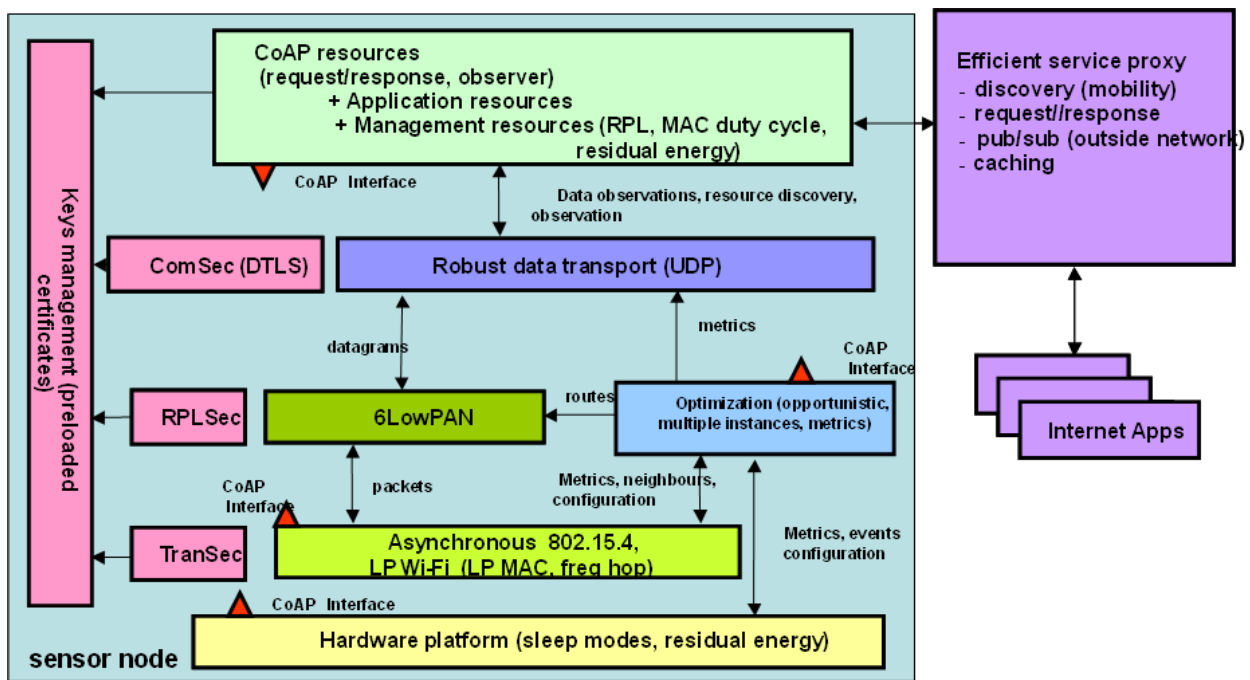 CoAP resources
(request/response, observer)
+ Application resources
+ Management resources (RPL, MAC duty cycle,
residual energy)
Efficient service proxy
- discovery (mobility)
- request//response
- pub/sub (outside network)
- caching
CoAP Interface
Data observations, resource discovery,
observation
Keys management (preloaded
certificates)
ComSec (DTLS)
Robust data transport (UDP)
metrics
datagrams
CoAP
Interface
routes
Optimization (opportunistic,
multiple instances, metrics)
RPLSec
6LowPAN
Internet Apps
packets
Metrics, neighbours,
configuration
CoAP
Interface
Metrics, events
configuration
TranSec
Asynchronous 802.15.4,
LP Wi-Fi (LP MAC, freq hop)
CoAP Interface
Hardware platform (sleep modes, residual energy)
sensor node